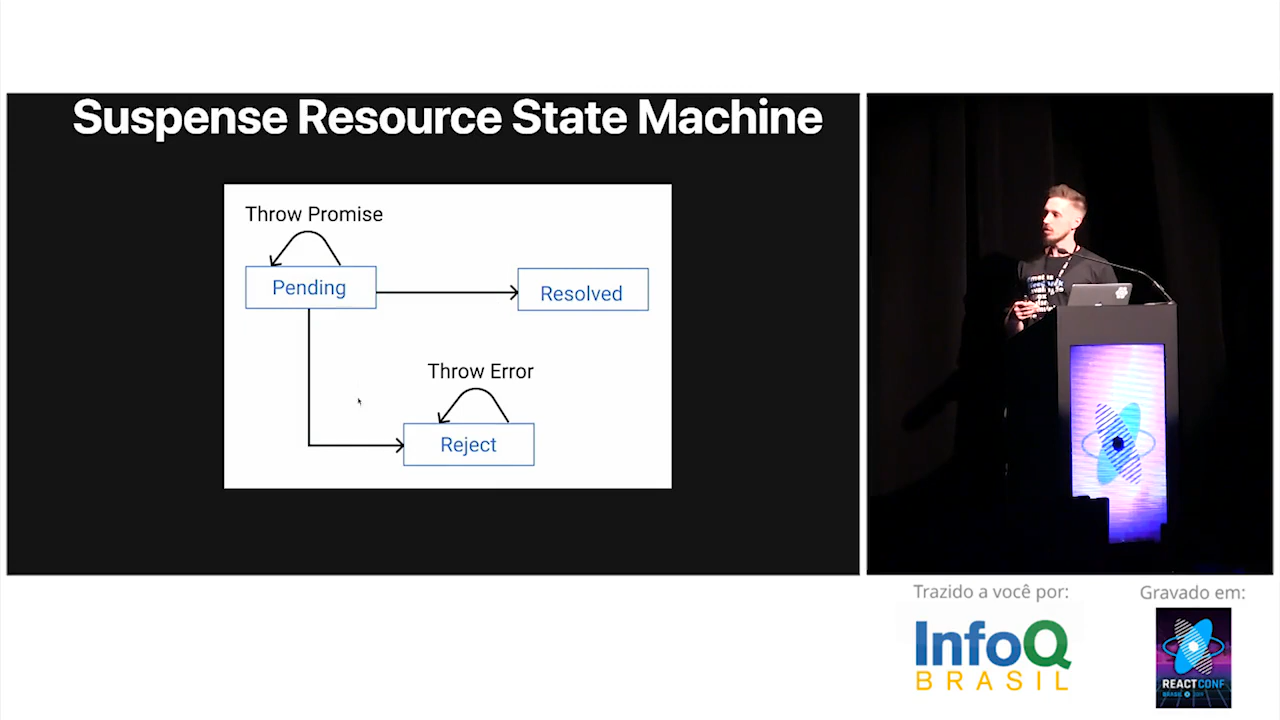 Suspense Resource State Machine
Throw Promise
Pending
Resolved
Throw Error
Reject
Trazido a você por:
Gravado em:
InfoQ
BRASIL
REACTCONF
BRASIL